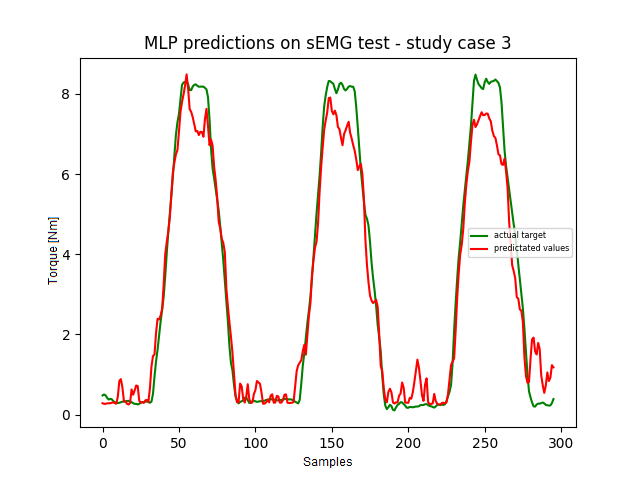 MLP predictions on sEMG test - study case 3
8
6
4
2
0
Torque [Nm]
actual target
predictated values
0 50 100 150 200 250 300
Samples